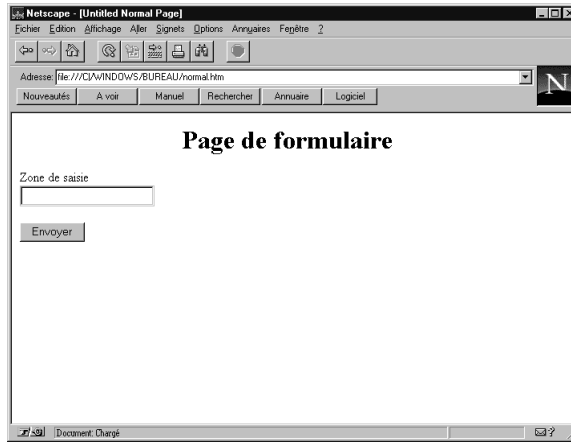 Netscape - [Untitled Normal Page]
Fichier Edition Affichage Aller Signets Options Annuaires Fenêtre ?
Adresse: file:///C|/WINDOWS/BUREAU/normal.htm
N
Nouveautés A voir Manuel Rechercher Annuaire Logiciel
Page de formulaire
Zone de saisie
Envoyer
Document: Chargé
?